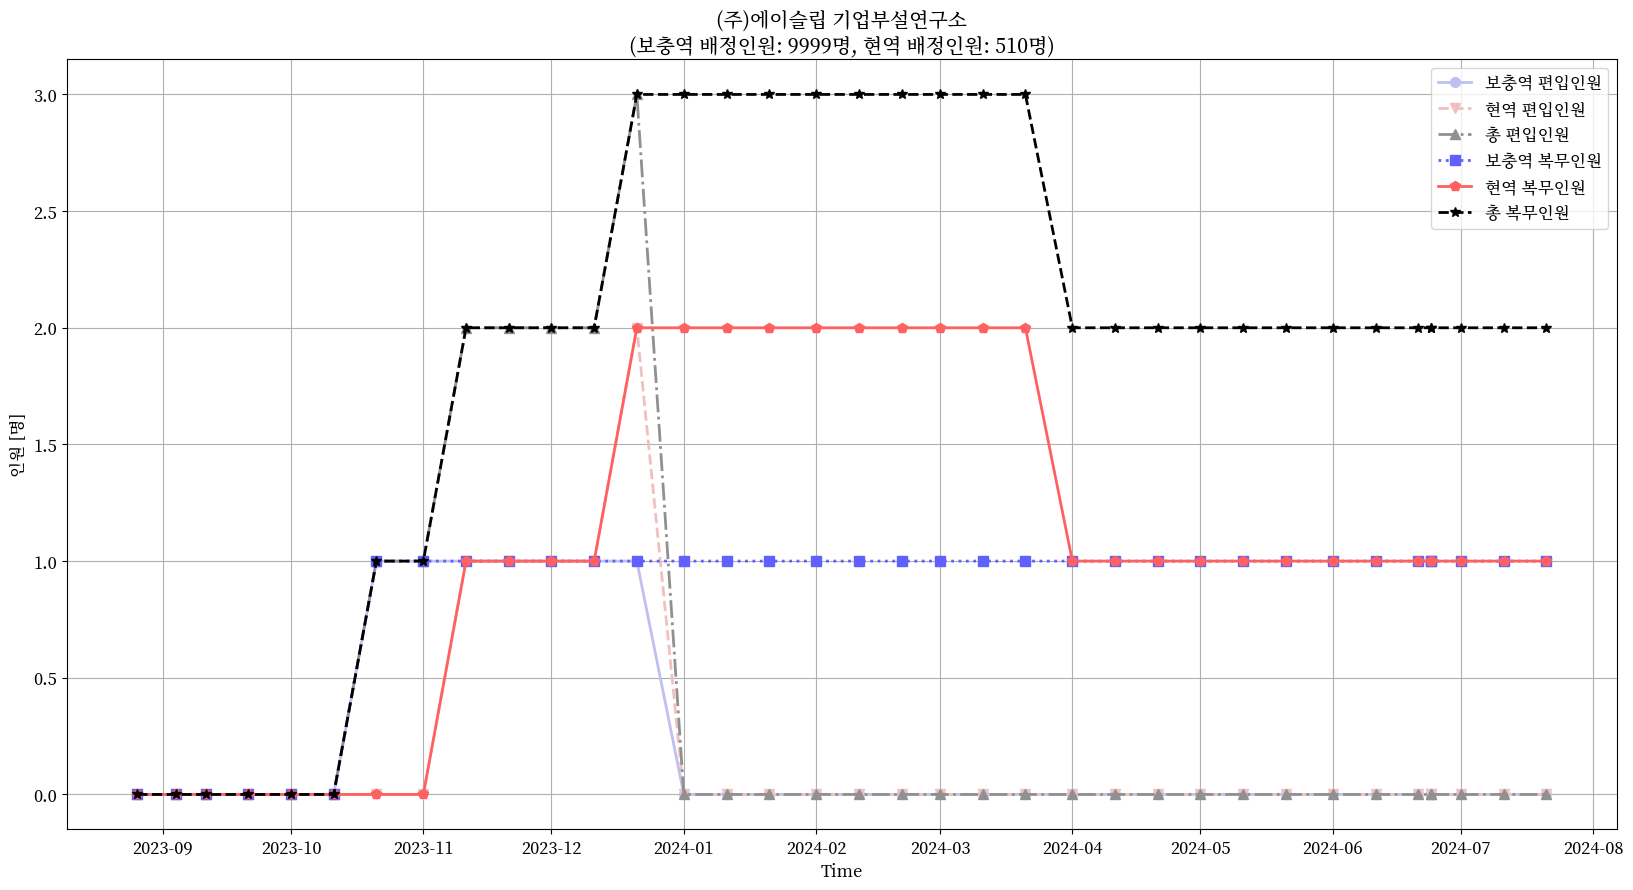 (주)에이슬립 기업부설연구소
(보충역 배정인원: 9999명, 현역 배정인원: 510명)
보충역 편입인원
현역 편입인원
총 편입인원
보충역 복무인원
현역 복무인원
총 복무인원
인원 [명]
3.0
2.5
2.0
1.5
1.0
0.5
0.0
2023-09 2023-10 2023-11 2023-12 2024-01 2024-02 2024-03 2024-04 2024-05 2024-06 2024-07 2024-08
Time